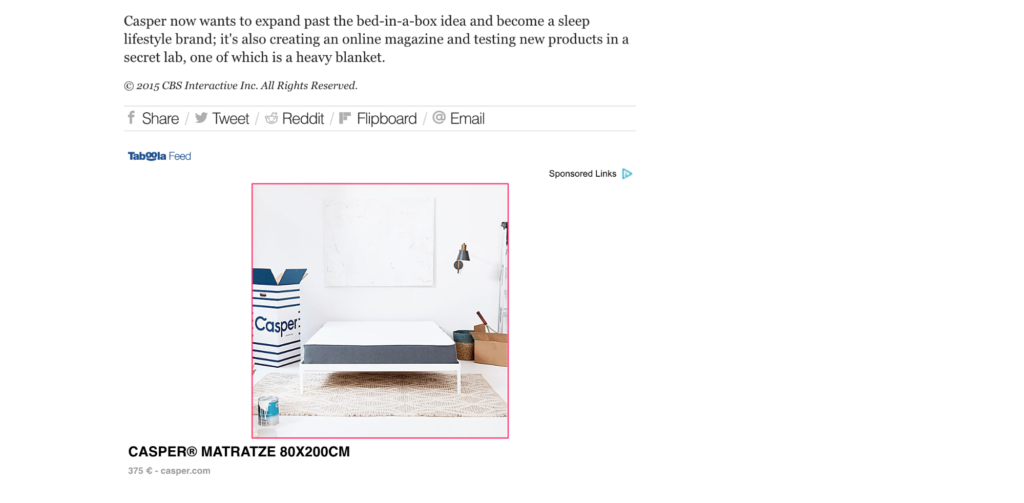 Casper now wants to expand past the bed-in-a-box idea and become a sleep
lifestyle brand; it's also creating an online magazine and testing new products in a
secret lab, one of which is a heavy blanket.
© 2015 CBS Interactive Inc. All Rights Reserved.
Share / Tweet / Reddit / Flipboard / Email
Taboola Feed
Sponsored Links
Casper
CASPER® MATRATZE 80X200CM
375 € - casper.com